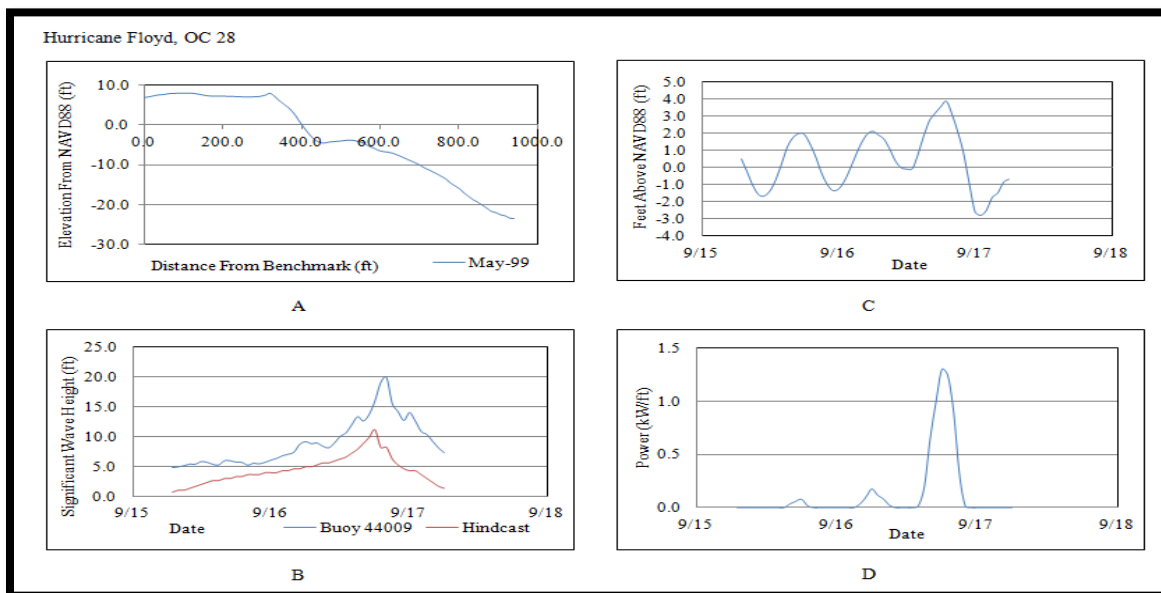 Hurricane Floyd, OC 28
10.0
0.0
-10.0
-20.0
-30.0
0.0 200.0 400.0 600.0 800.0 1000.0
Elevation From NAVD88 (ft)
Distance From Benchmark (ft)
May-99
A
5.0
4.0
3.0
2.0
1.0
0.0
-1.0
-2.0
-3.0
-4.0
Feet Above NAVD88 (ft)
9/15 9/16 9/17 9/18
Date
C
25.0
20.0
15.0
10.0
5.0
0.0
Significant Wave Height (ft)
9/15 9/16 9/17 9/18
Date
Buoy 44009 Hindcast
B
1.5
1.0
0.5
0.0
Power (kW/ft)
9/15 9/16 9/17 9/18
Date
D